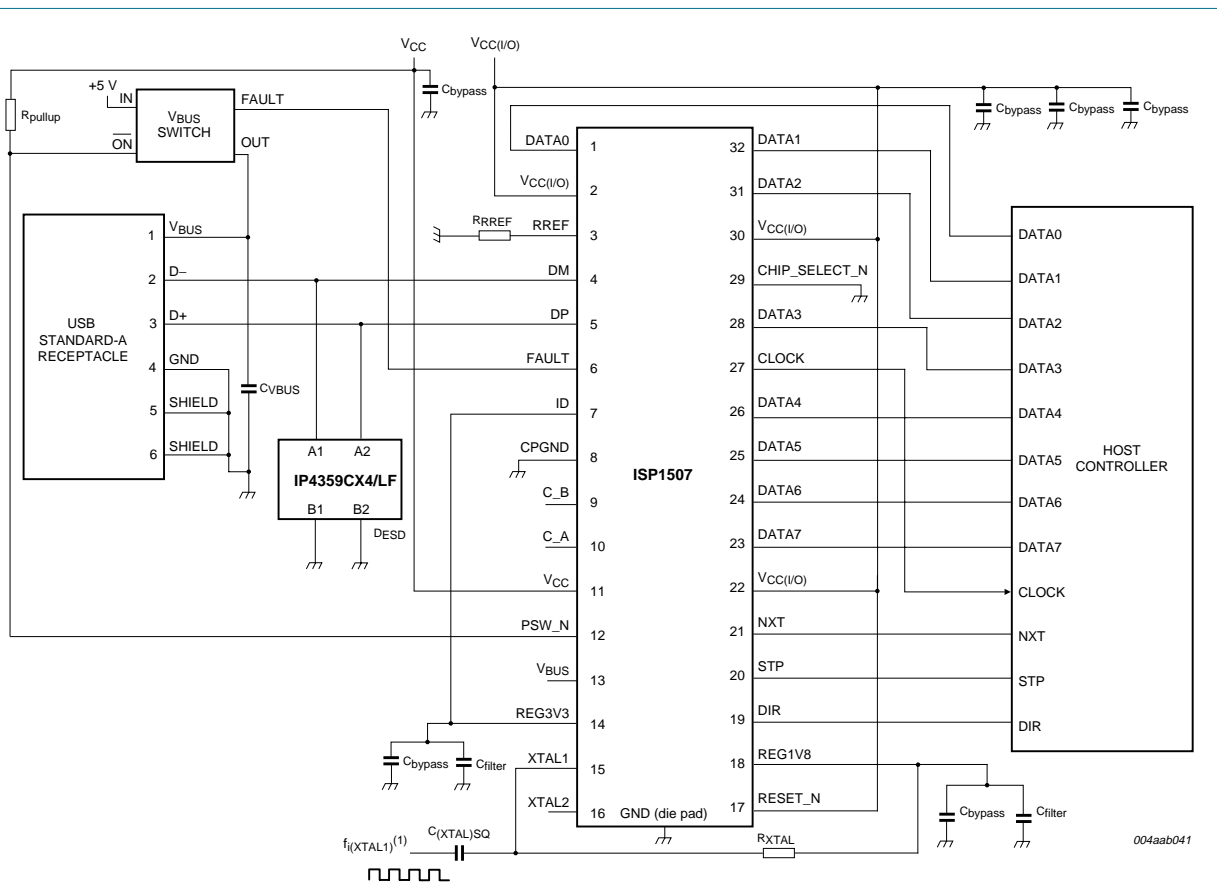 VCC
VCC(I/O)
Rpullup
+5 V
IN
ON
VBUS
SWITCH
FAULT
OUT
Cbypass
Cbypass
Cbypass
Cbypass
USB
STANDARD-A
RECEPTACLE
1 VBUS
2 D−
3 D+
4 GND
5 SHIELD
6 SHIELD
CVBUS
A1 A2
IP4359CX4/LF
B1 B2
DESD
RRREF
ISP1507
DATA0 1
VCC(I/O) 2
RREF 3
DM 4
DP 5
FAULT 6
ID 7
CPGND 8
C_B 9
C_A 10
VCC 11
PSW_N 12
VBUS 13
REG3V3 14
XTAL1 15
XTAL2 16
GND (die pad)
32 DATA1
31 DATA2
30 VCC(I/O)
29 CHIP_SELECT_N
28 DATA3
27 CLOCK
26 DATA4
25 DATA5
24 DATA6
23 DATA7
22 VCC(I/O)
21 NXT
20 STP
19 DIR
18 REG1V8
17 RESET_N
HOST
CONTROLLER
DATA0
DATA1
DATA2
DATA3
DATA4
DATA5
DATA6
DATA7
CLOCK
NXT
STP
DIR
Cbypass
Cfilter
Cbypass
Cfilter
fi(XTAL1)(1)
C(XTAL)SQ
RXTAL
004aab041